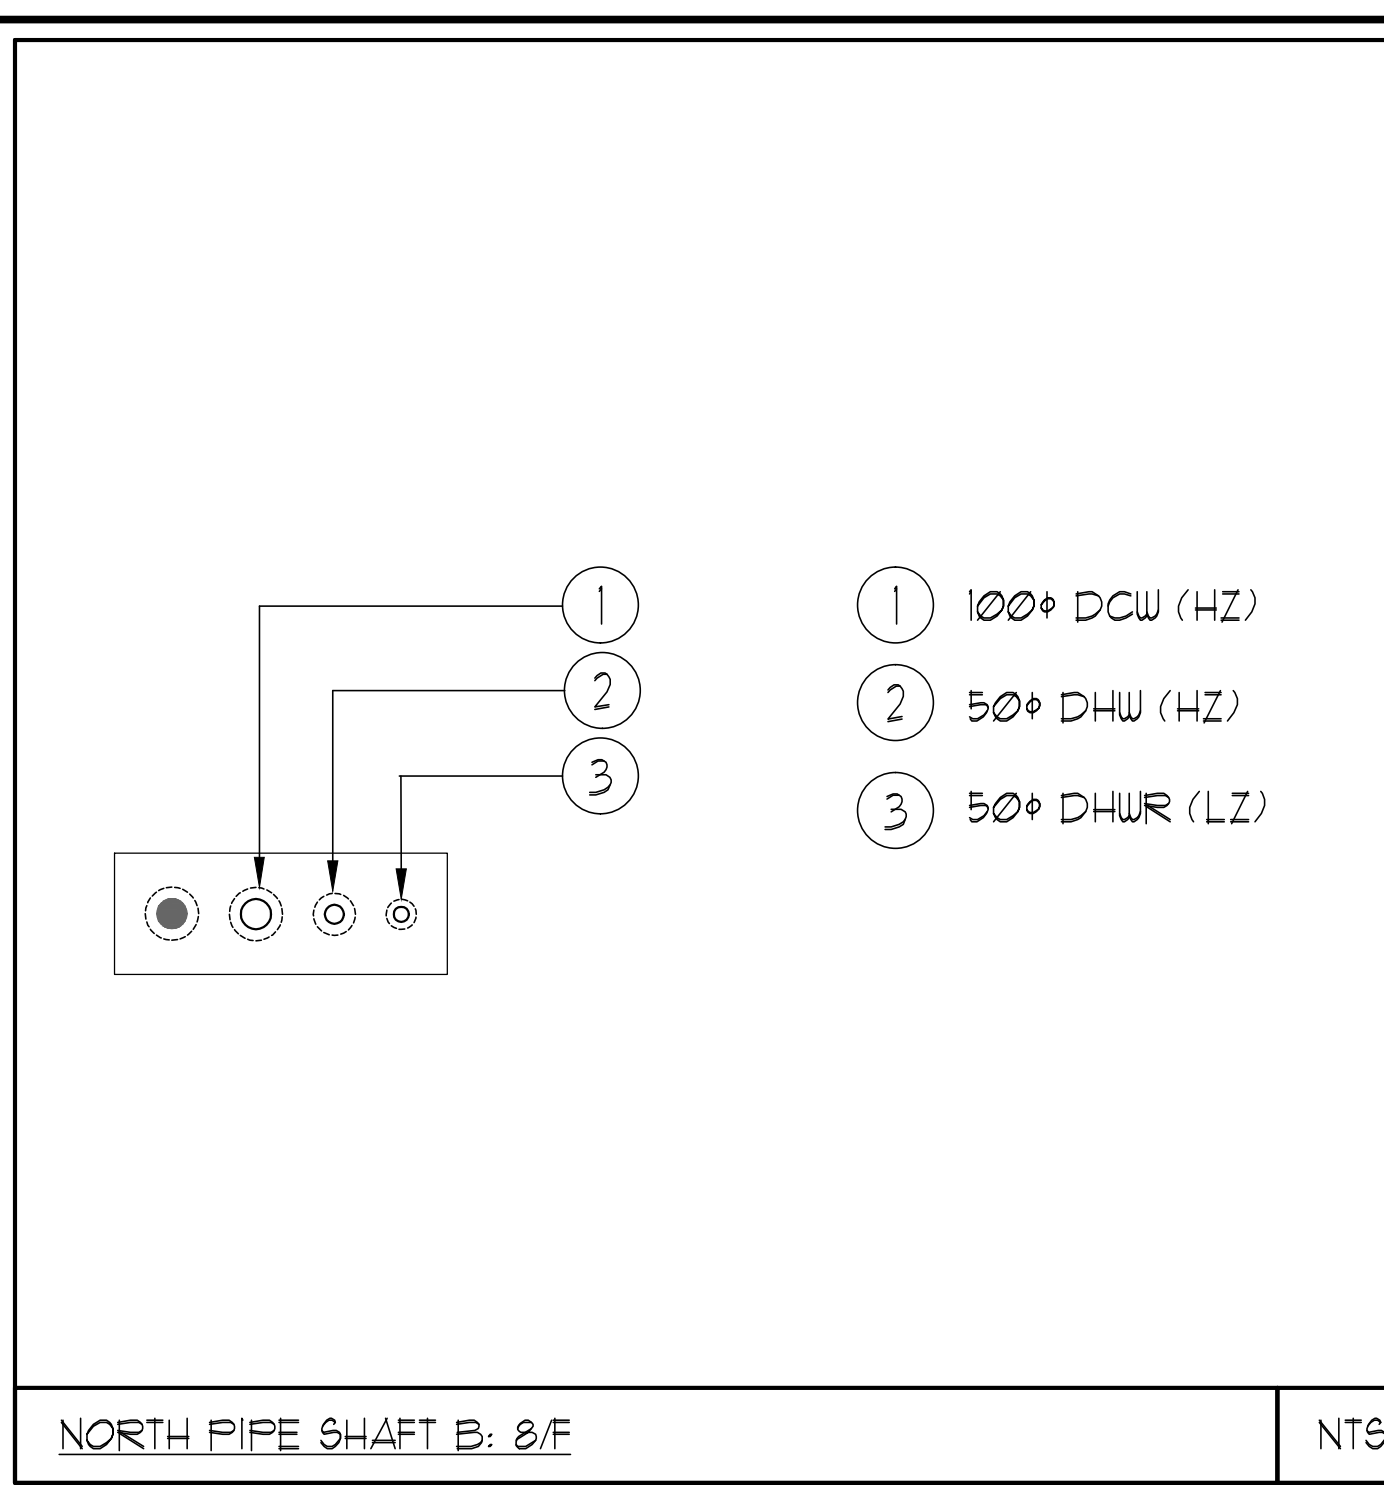 1
2
3
1 100φ DCW (HZ)
2 50φ DHW (HZ)
3 50φ DHWR (LZ)
NORTH PIPE SHAFT B: 8/F
NTS